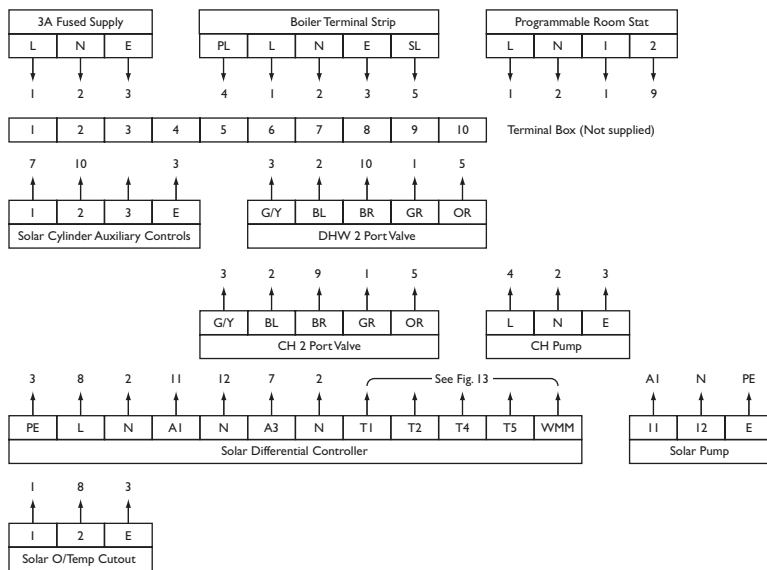 3A Fused Supply
L N E
1 2 3
Boiler Terminal Strip
PL L N E SL
4 1 2 3 5
Programmable Room Stat
L N 1 2
1 2 1 9
1 2 3 4 5 6 7 8 9 10
Terminal Box (Not supplied)
7 10 3
1 2 3 E
Solar Cylinder Auxiliary Controls
3 2 10 1 5
G/Y BL BR GR OR
DHW 2 Port Valve
3 2 9 1 5
G/Y BL BR GR OR
CH 2 Port Valve
4 2 3
L N E
CH Pump
3 8 2 11 12 7 2 See Fig. 13
PE L N A1 N A3 N T1 T2 T4 T5 WMM
Solar Differential Controller
A1 N PE
11 12 E
Solar Pump
1 8 3
1 2 E
Solar O/Temp Cutout